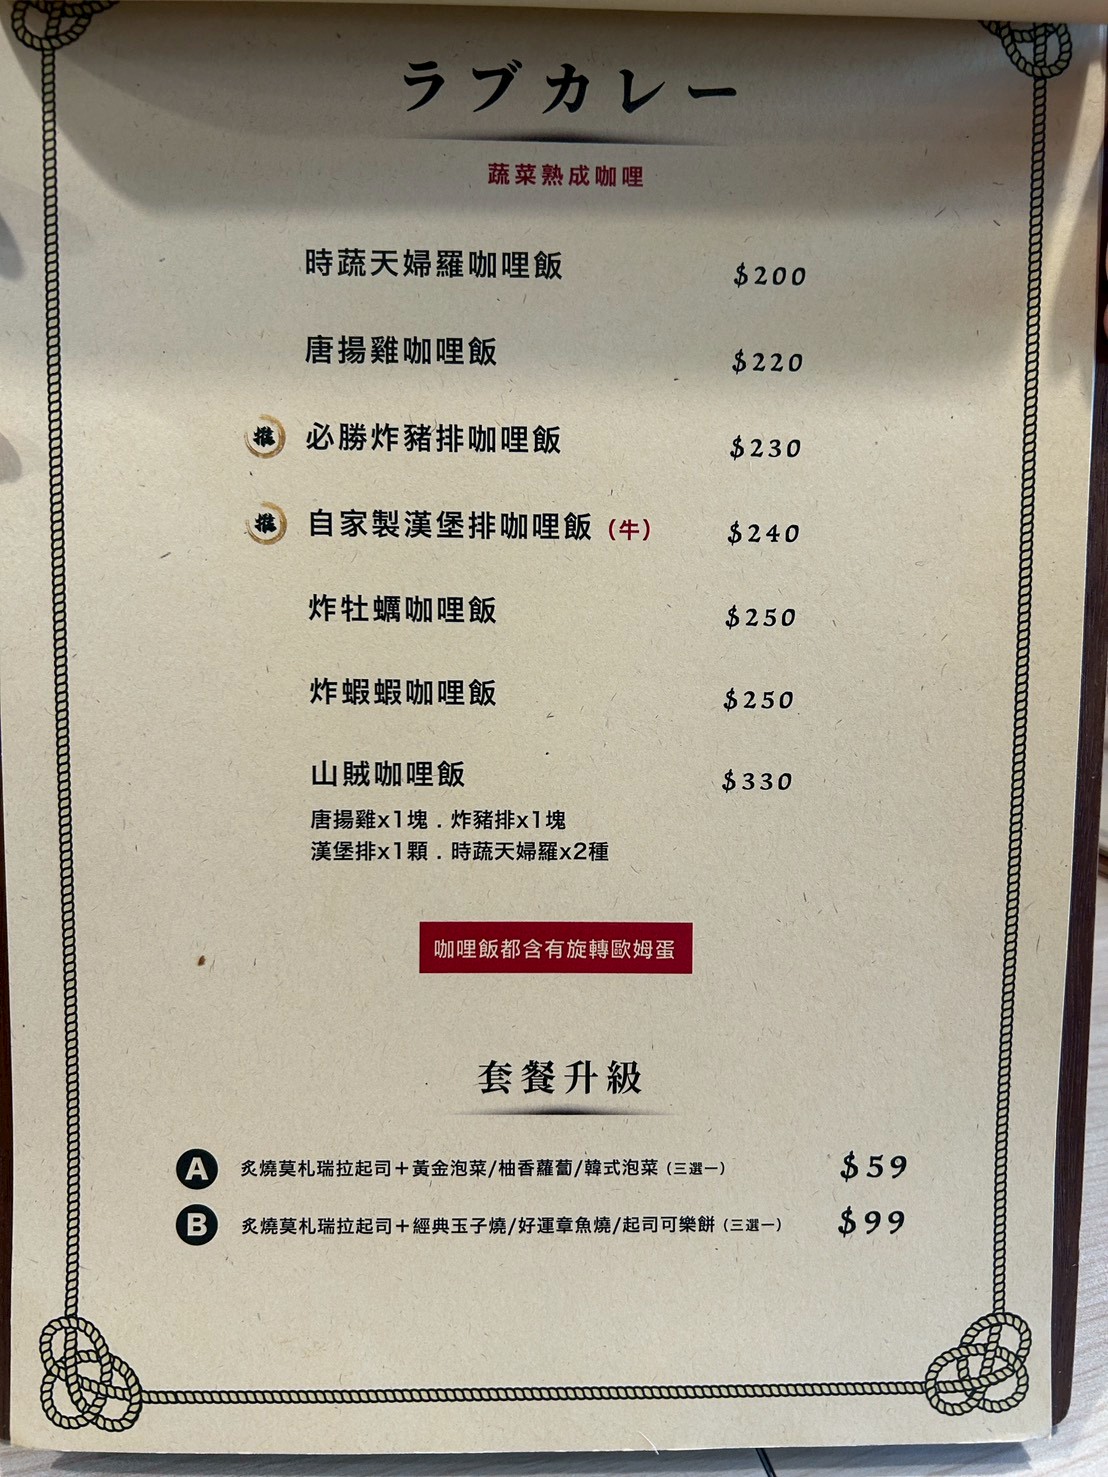 ラブカレー
蔬菜熟成咖哩
時蔬天婦羅咖哩飯 $200
唐揚雞咖哩飯 $220
推 必勝炸豬排咖哩飯 $230
推 自家製漢堡排咖哩飯（牛） $240
炸牡蠣咖哩飯 $250
炸蝦蝦咖哩飯 $250
山賊咖哩飯 $330
唐揚雞x1塊．炸豬排x1塊
漢堡排x1顆．時蔬天婦羅x2種
咖哩飯都含有旋轉歐姆蛋
套餐升級
A 炙燒莫札瑞拉起司＋黃金泡菜/柚香蘿蔔/韓式泡菜（三選一） $59
B 炙燒莫札瑞拉起司＋經典玉子燒/好運章魚燒/起司可樂餅（三選一） $99